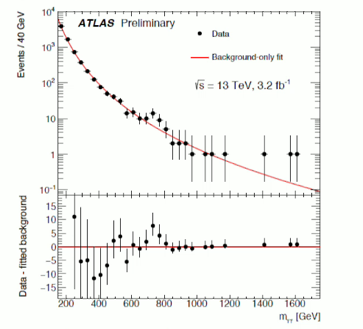 Events / 40 GeV
10⁴
10³
10²
10
1
10⁻¹
ATLAS Preliminary
Data
Background-only fit
√s = 13 TeV, 3.2 fb⁻¹
Data - fitted background
15
10
5
0
−5
−10
−15
200 400 600 800 1000 1200 1400 1600
mγγ [GeV]